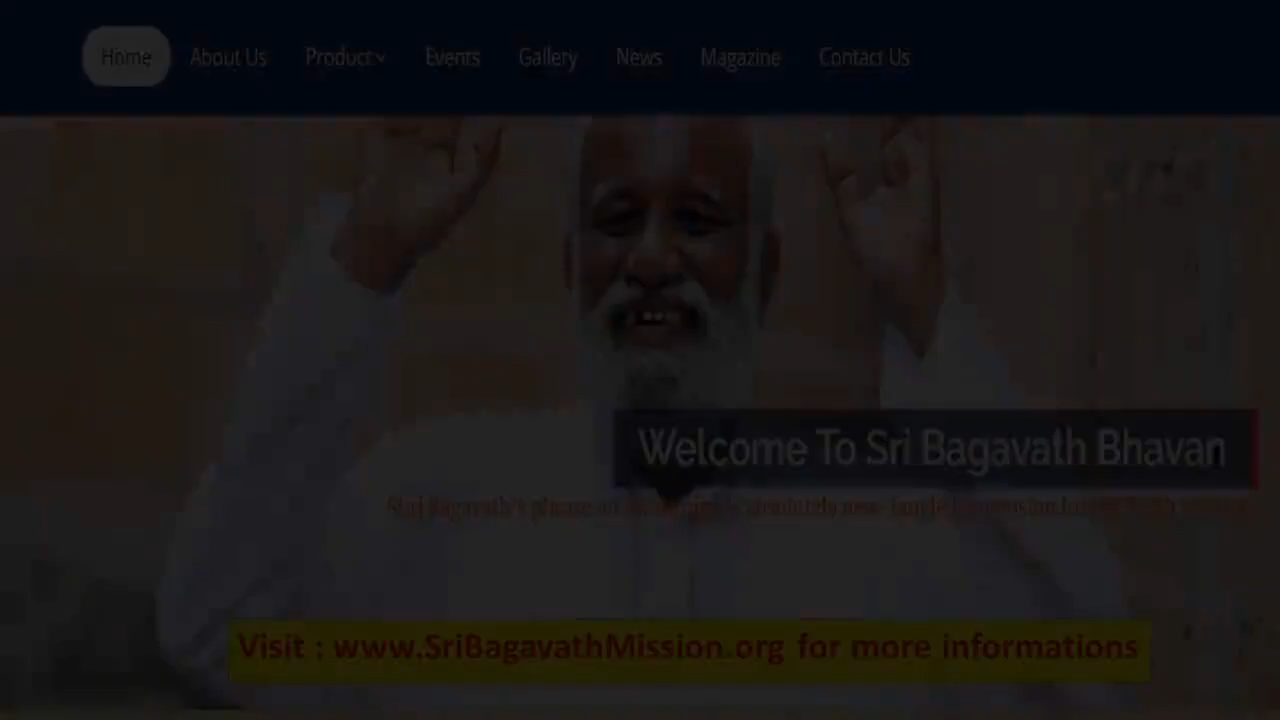 Home About Us Product Events Gallery News Magazine Contact Us
Welcome To Sri Bagavath Bhavan
Visit : www.SriBagavathMission.org for more informations